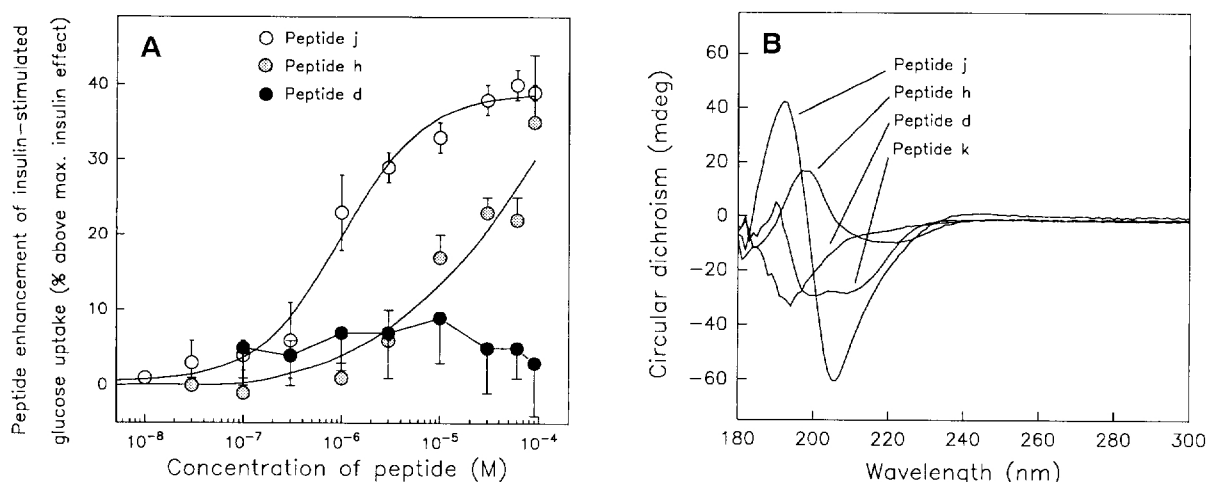 A
Peptide j
Peptide h
Peptide d
Peptide enhancement of insulin-stimulated
glucose uptake (% above max. insulin effect)
40
30
20
10
0
10⁻⁸ 10⁻⁷ 10⁻⁶ 10⁻⁵ 10⁻⁴
Concentration of peptide (M)
B
Peptide j
Peptide h
Peptide d
Peptide k
Circular dichroism (mdeg)
60
40
20
0
-20
-40
-60
180 200 220 240 260 280 300
Wavelength (nm)